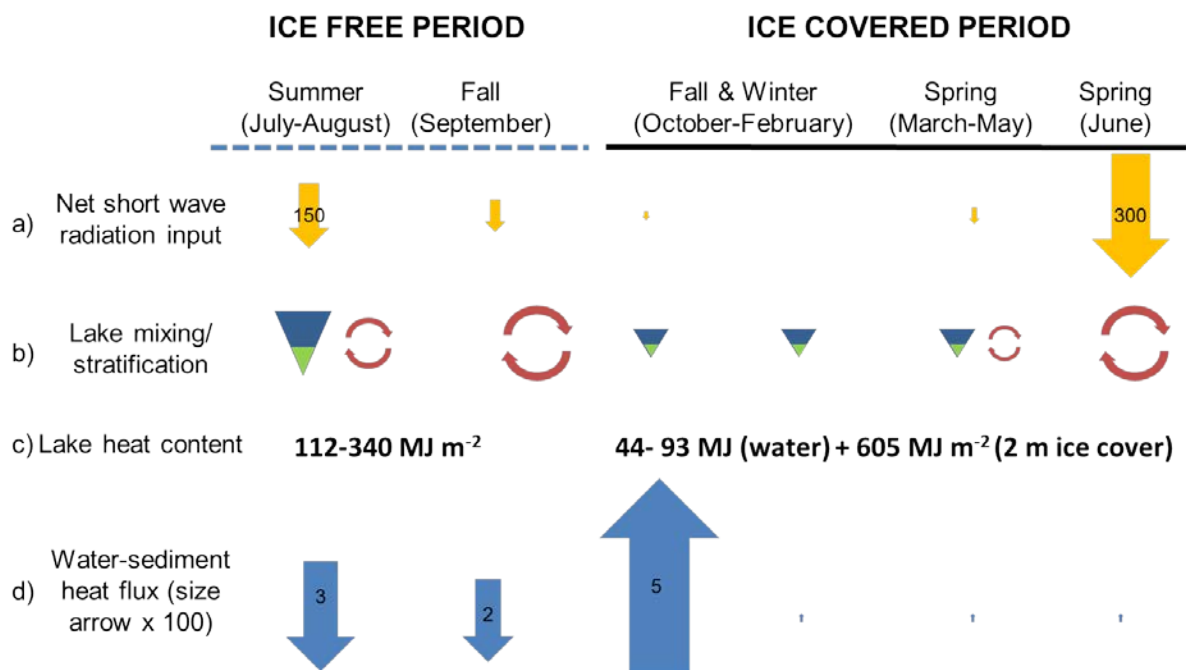 ICE FREE PERIOD
ICE COVERED PERIOD
Summer
(July-August)
Fall
(September)
Fall & Winter
(October-February)
Spring
(March-May)
Spring
(June)
a) Net short wave
radiation input
150
300
b) Lake mixing/
stratification
c) Lake heat content
112-340 MJ m⁻²
44- 93 MJ (water) + 605 MJ m⁻² (2 m ice cover)
d) Water-sediment
heat flux (size
arrow x 100)
3
2
5